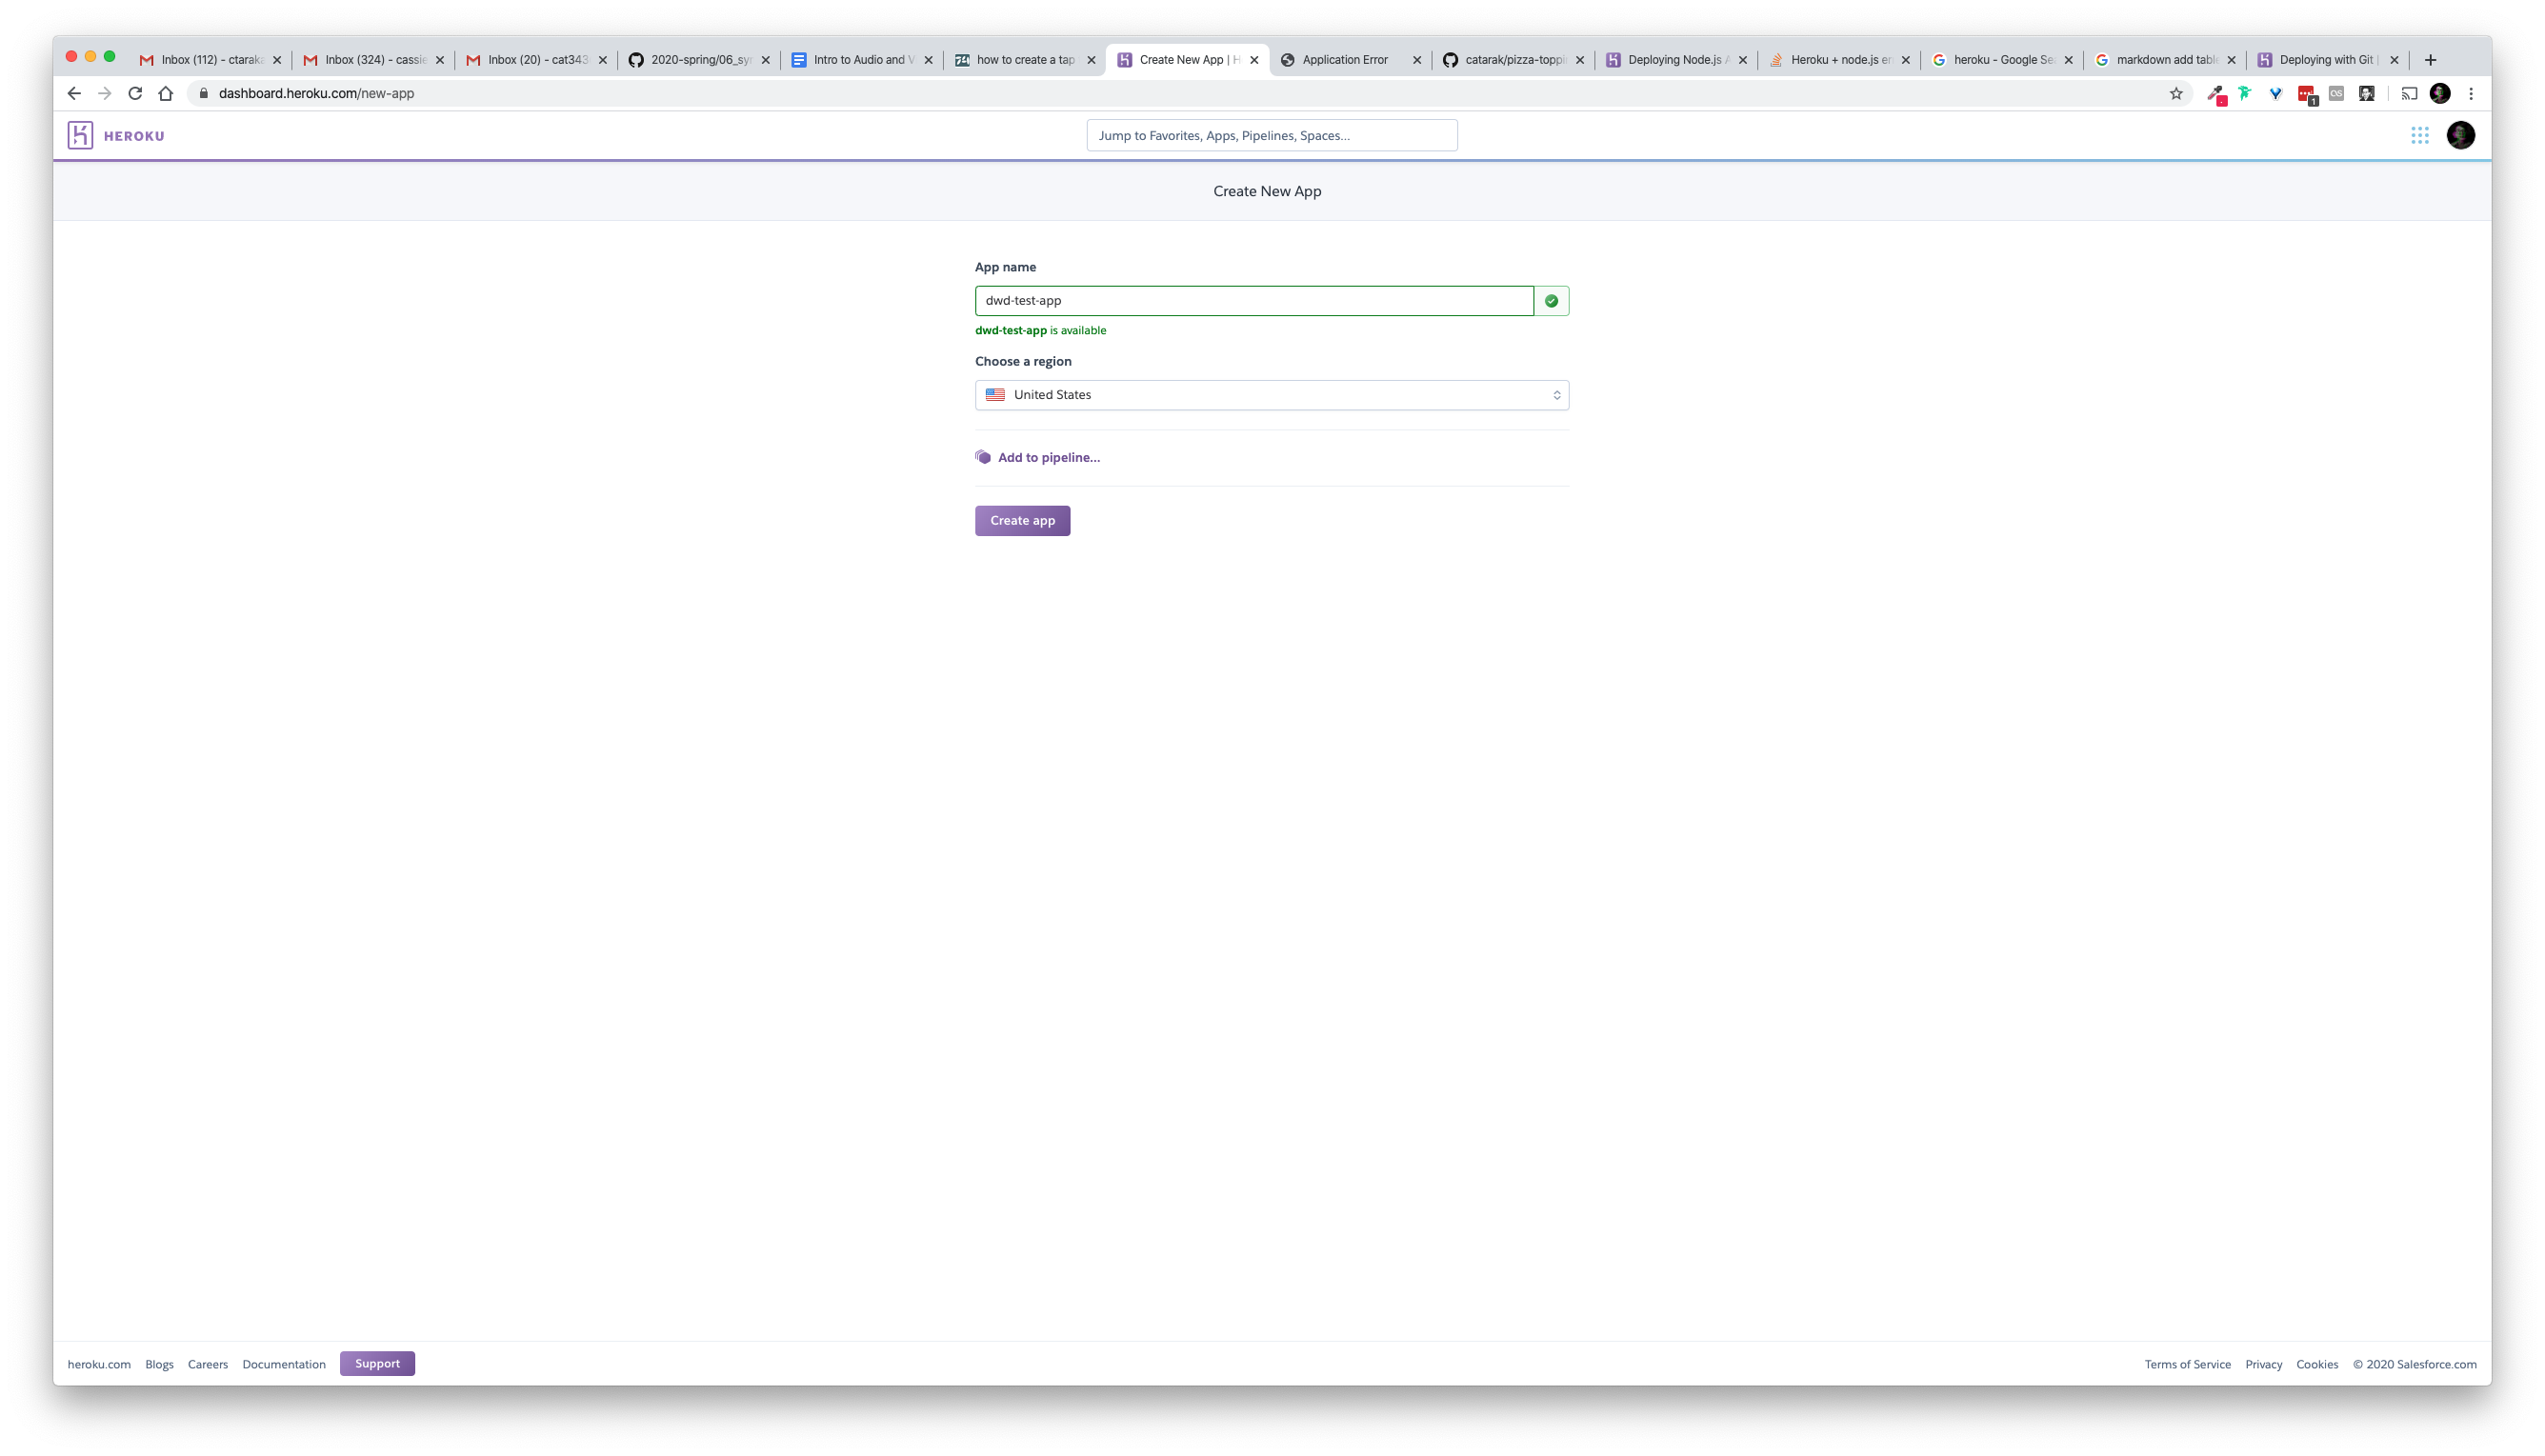 Inbox (112) - ctarak
Inbox (324) - cassie
Inbox (20) - cat343
2020-spring/06_sy
Intro to Audio and V
how to create a tap
Create New App | H
Application Error
catarak/pizza-toppi
Deploying Node.js A
Heroku + node.js er
heroku - Google Se
markdown add table
Deploying with Git |
dashboard.heroku.com/new-app
1
HEROKU
Jump to Favorites, Apps, Pipelines, Spaces...
Create New App
App name
dwd-test-app
dwd-test-app is available
Choose a region
United States
Add to pipeline...
Create app
heroku.com Blogs Careers Documentation Support
Terms of Service Privacy Cookies © 2020 Salesforce.com